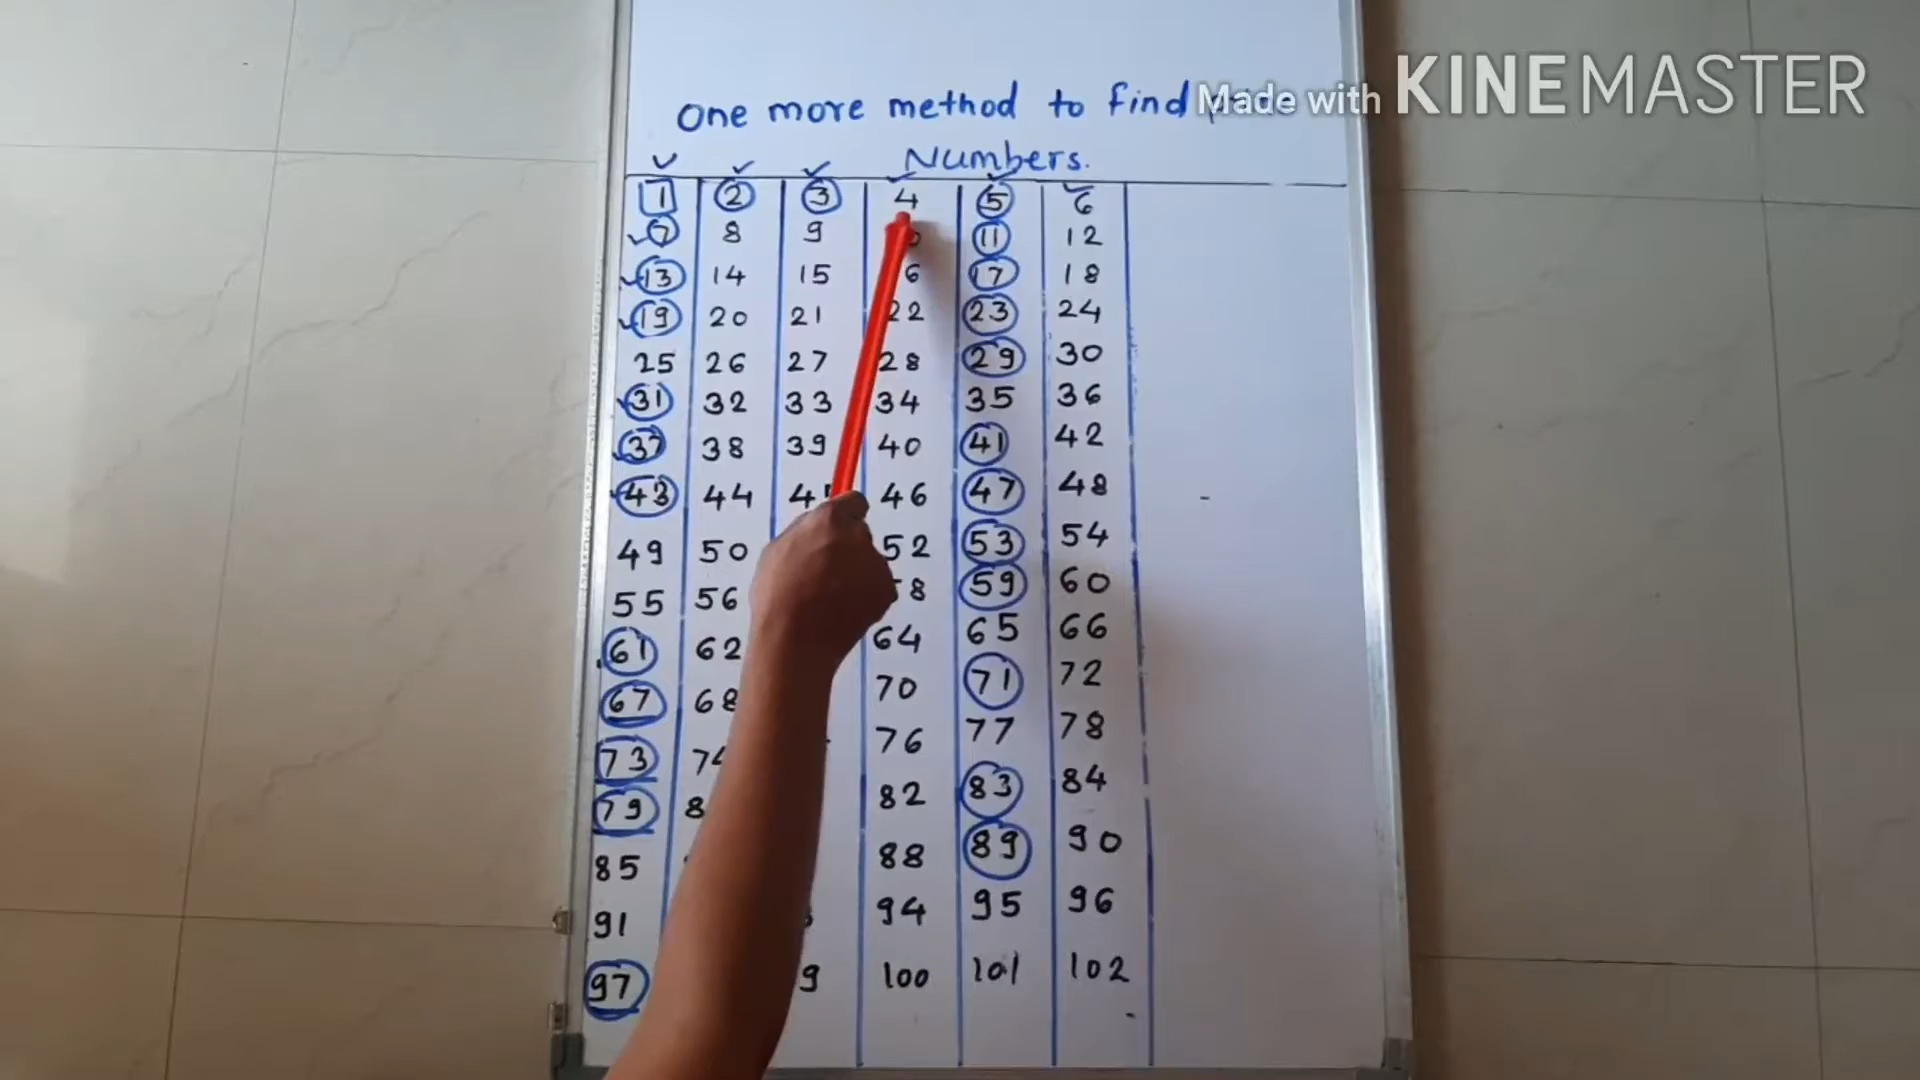 One more method to find
Made with KINEMASTER
Numbers.
1 2 3 4 5 6
7 8 9 11 12
13 14 15 17 18
19 20 21 22 23 24
25 26 27 28 29 30
31 32 33 34 35 36
37 38 39 40 41 42
43 44 46 47 48
49 50 52 53 54
55 56 59 60
61 62 64 65 66
67 68 70 71 72
73 76 77 78
79 82 83 84
85 88 89 90
91 94 95 96
97 100 101 102